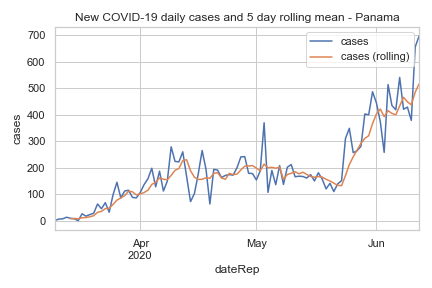 New COVID-19 daily cases and 5 day rolling mean - Panama
cases
cases (rolling)
700
600
500
400
300
200
100
0
cases
Apr
2020
May
Jun
dateRep